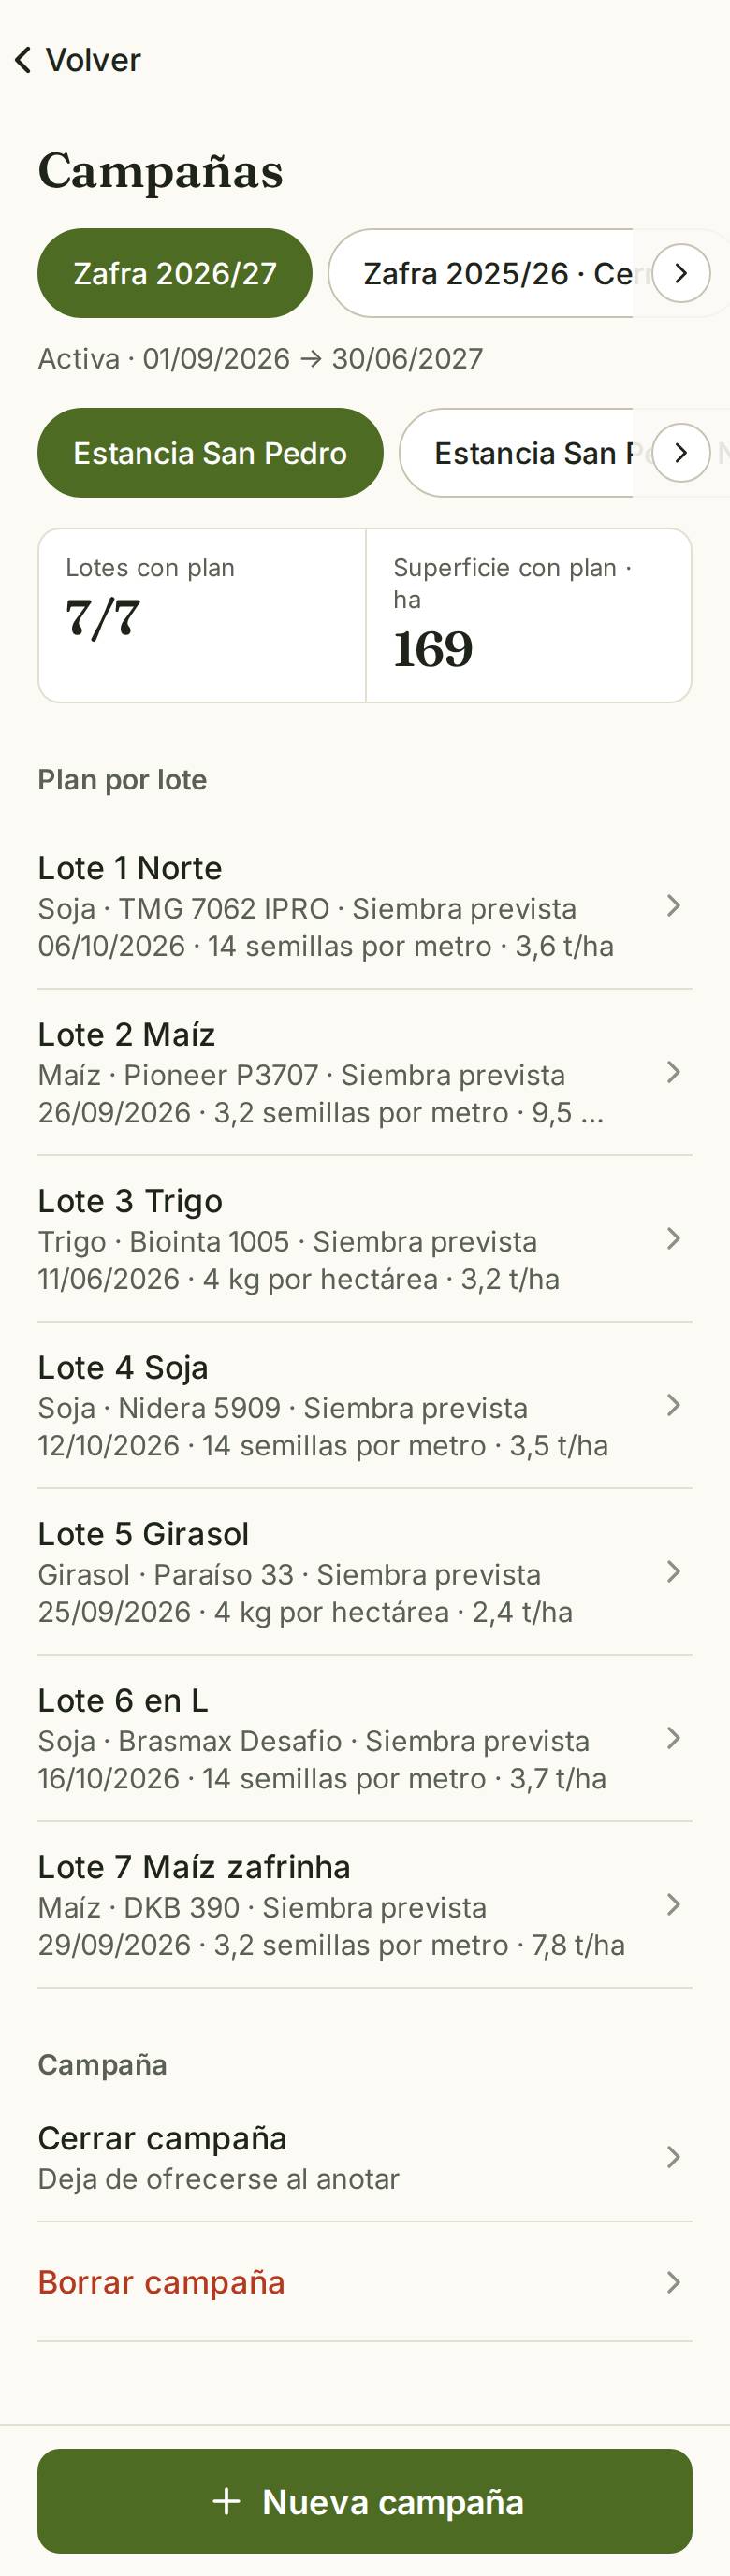 Volver
Campañas
Zafra 2026/27
Zafra 2025/26 · Cerr
Activa · 01/09/2026 → 30/06/2027
Estancia San Pedro
Estancia San Pe N
Lotes con plan
7/7
Superficie con plan ·
ha
169
Plan por lote
Lote 1 Norte
Soja · TMG 7062 IPRO · Siembra prevista
06/10/2026 · 14 semillas por metro · 3,6 t/ha
Lote 2 Maíz
Maíz · Pioneer P3707 · Siembra prevista
26/09/2026 · 3,2 semillas por metro · 9,5 ...
Lote 3 Trigo
Trigo · Biointa 1005 · Siembra prevista
11/06/2026 · 4 kg por hectárea · 3,2 t/ha
Lote 4 Soja
Soja · Nidera 5909 · Siembra prevista
12/10/2026 · 14 semillas por metro · 3,5 t/ha
Lote 5 Girasol
Girasol · Paraíso 33 · Siembra prevista
25/09/2026 · 4 kg por hectárea · 2,4 t/ha
Lote 6 en L
Soja · Brasmax Desafio · Siembra prevista
16/10/2026 · 14 semillas por metro · 3,7 t/ha
Lote 7 Maíz zafrinha
Maíz · DKB 390 · Siembra prevista
29/09/2026 · 3,2 semillas por metro · 7,8 t/ha
Campaña
Cerrar campaña
Deja de ofrecerse al anotar
Borrar campaña
+ Nueva campaña